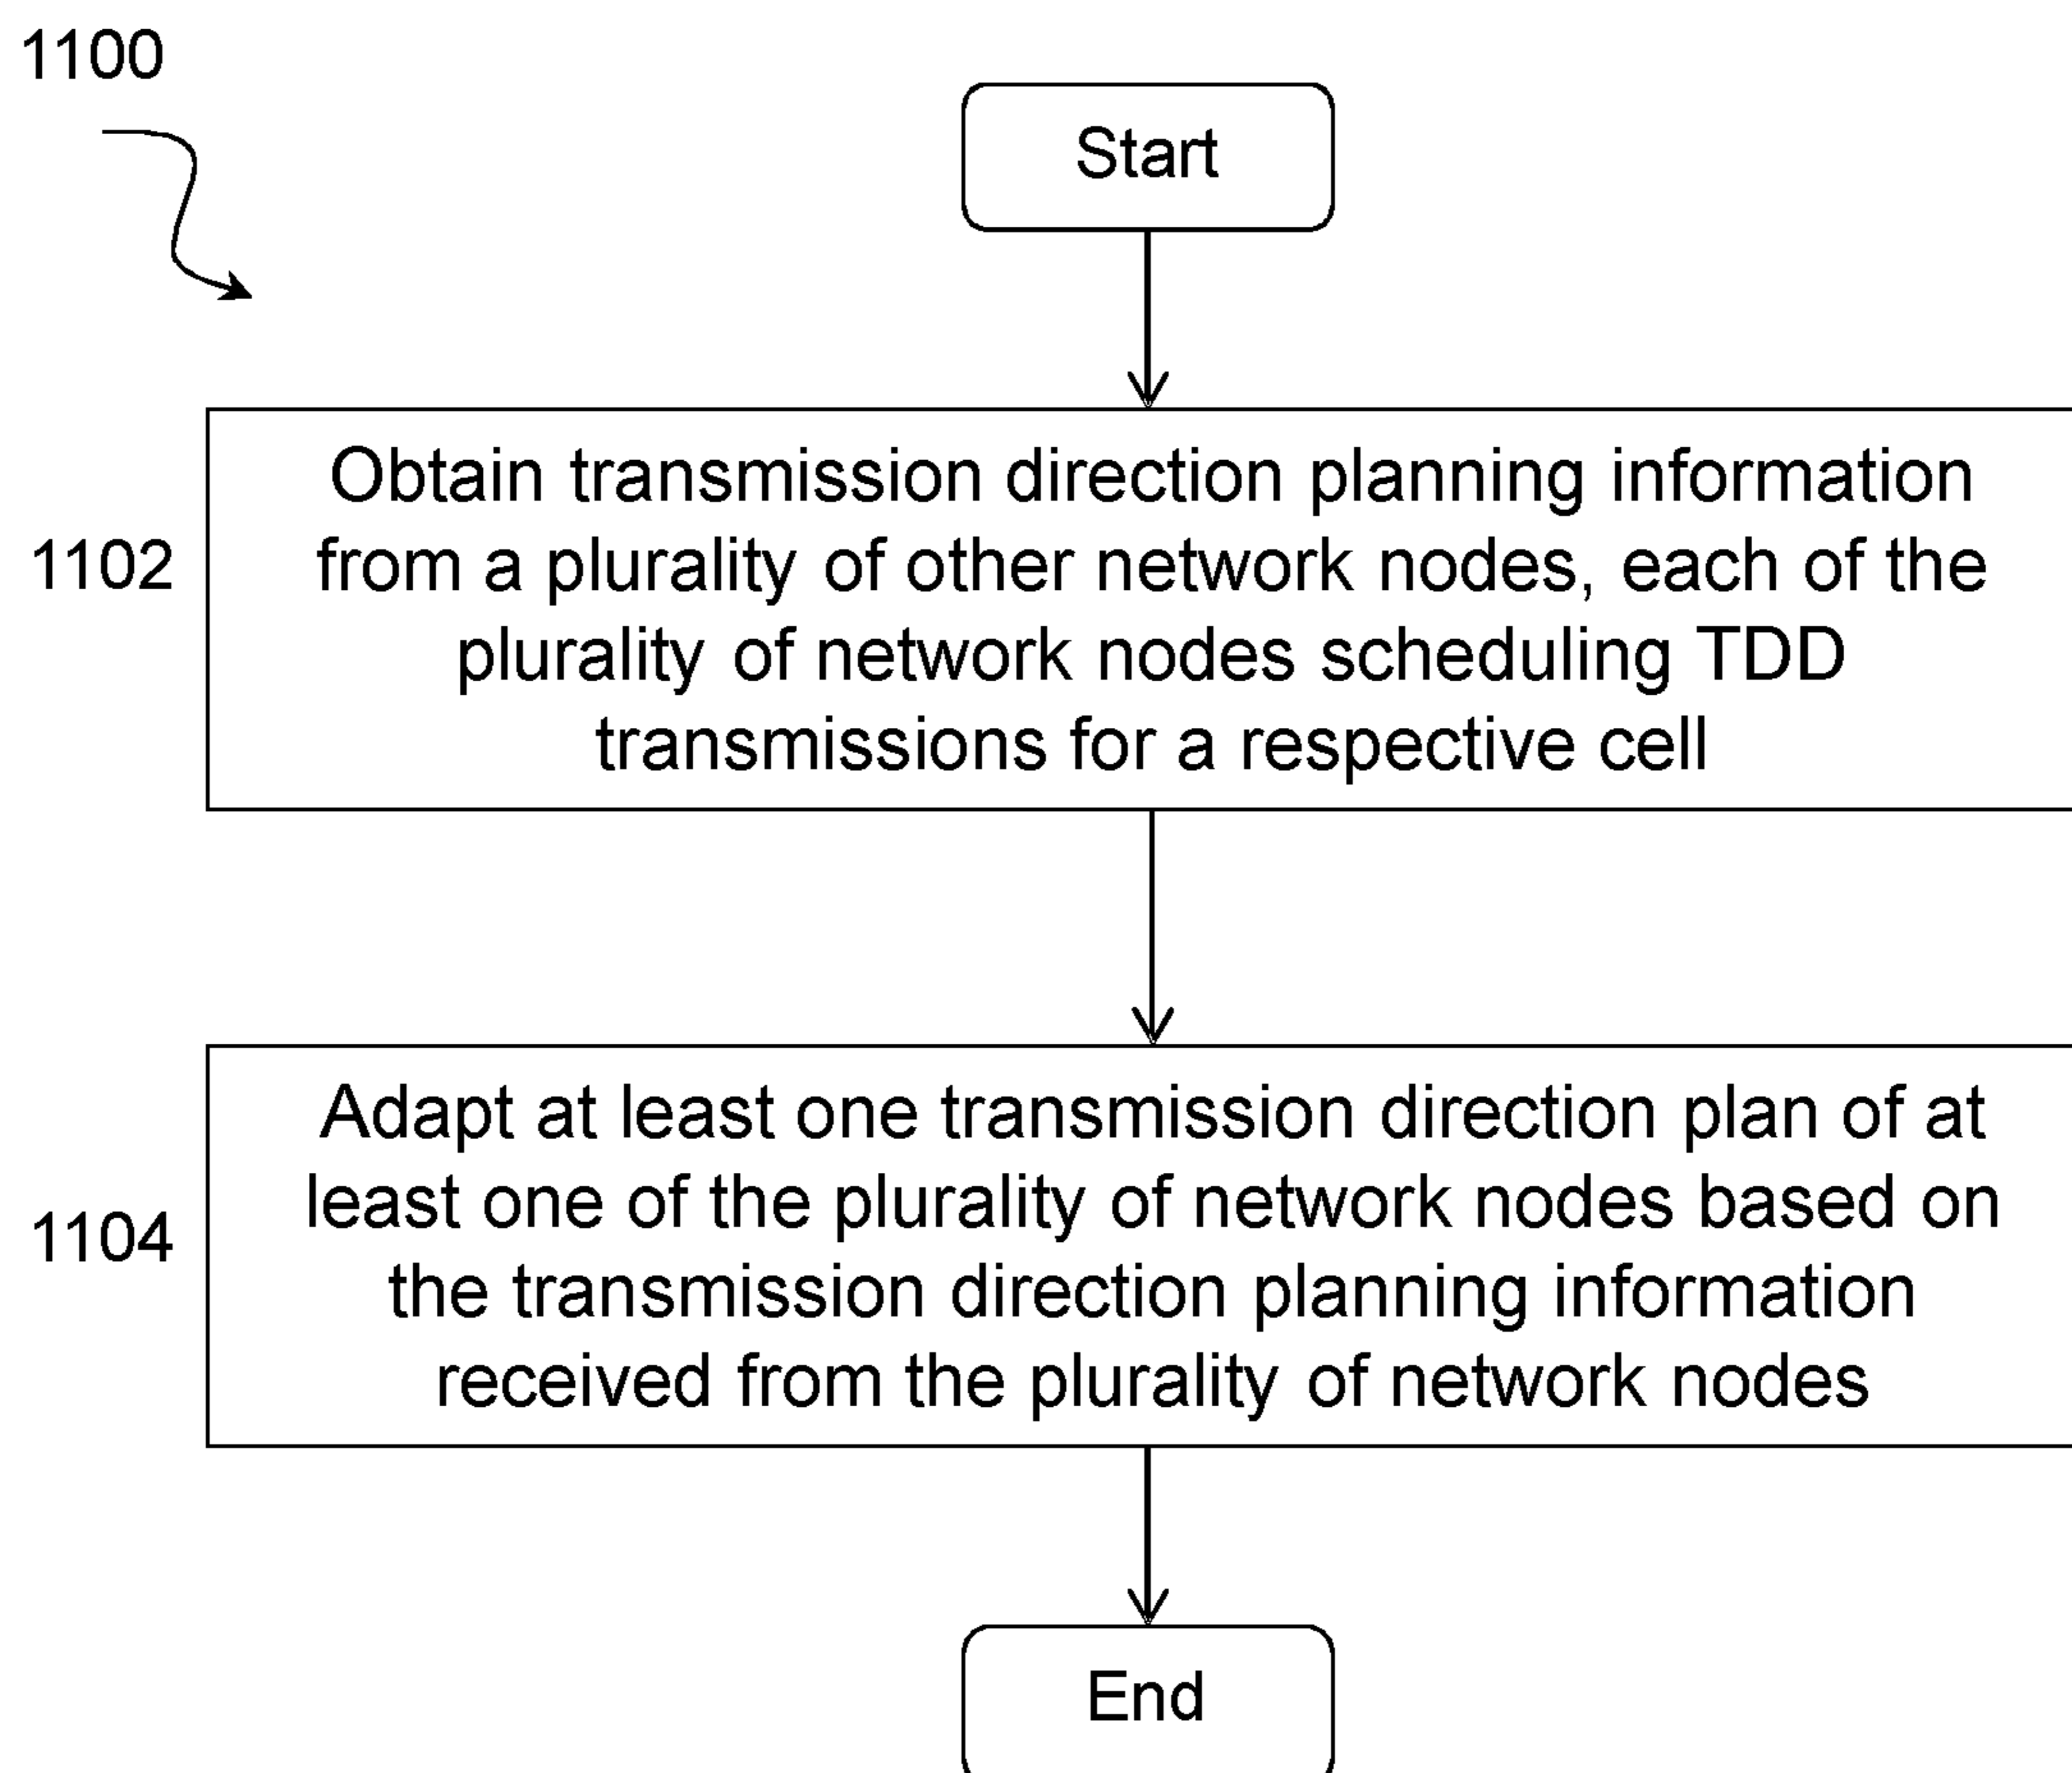 1100
Start
1102
Obtain transmission direction planning information
from a plurality of other network nodes, each of the
plurality of network nodes scheduling TDD
transmissions for a respective cell
1104
Adapt at least one transmission direction plan of at
least one of the plurality of network nodes based on
the transmission direction planning information
received from the plurality of network nodes
End